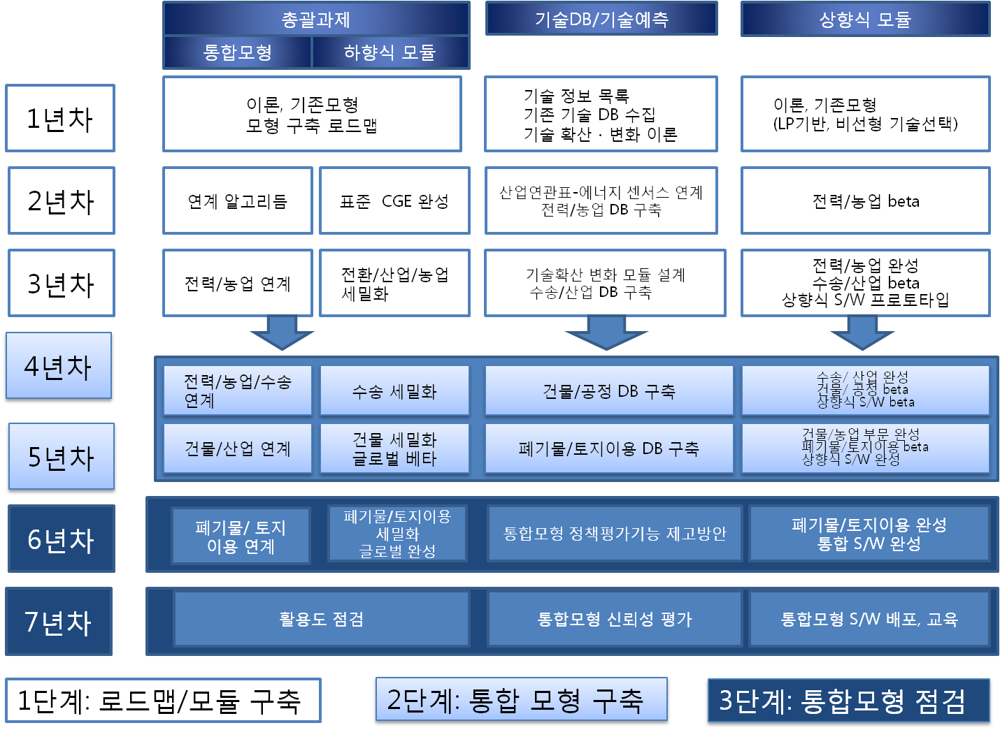 총괄과제
기술DB/기술예측
상향식 모듈
통합모형
하향식 모듈
1년차
이론, 기존모형
모형 구축 로드맵
기술 정보 목록
기존 기술 DB 수집
기술 확산 · 변화 이론
이론, 기존모형
(LP기반, 비선형 기술선택)
2년차
연계 알고리듬
표준 CGE 완성
산업연관표-에너지 센서스 연계
전력/농업 DB 구축
전력/농업 beta
3년차
전력/농업 연계
전환/산업/농업
세밀화
기술확산 변화 모듈 설계
수송/산업 DB 구축
전력/농업 완성
수송/산업 beta
상향식 S/W 프로토타입
4년차
전력/농업/수송
연계
수송 세밀화
건물/공정 DB 구축
수송/ 산업 완성
건물/ 공정 beta
상향식 S/W beta
5년차
건물/산업 연계
건물 세밀화
글로벌 베타
폐기물/토지이용 DB 구축
건물/농업 부문 완성
폐기물/토지이용 beta
상향식 S/W 완성
6년차
폐기물/ 토지
이용 연계
폐기물/토지이용
세밀화
글로벌 완성
통합모형 정책평가기능 제고방안
폐기물/토지이용 완성
통합 S/W 완성
7년차
활용도 점검
통합모형 신뢰성 평가
통합모형 S/W 배포, 교육
1단계: 로드맵/모듈 구축
2단계: 통합 모형 구축
3단계: 통합모형 점검